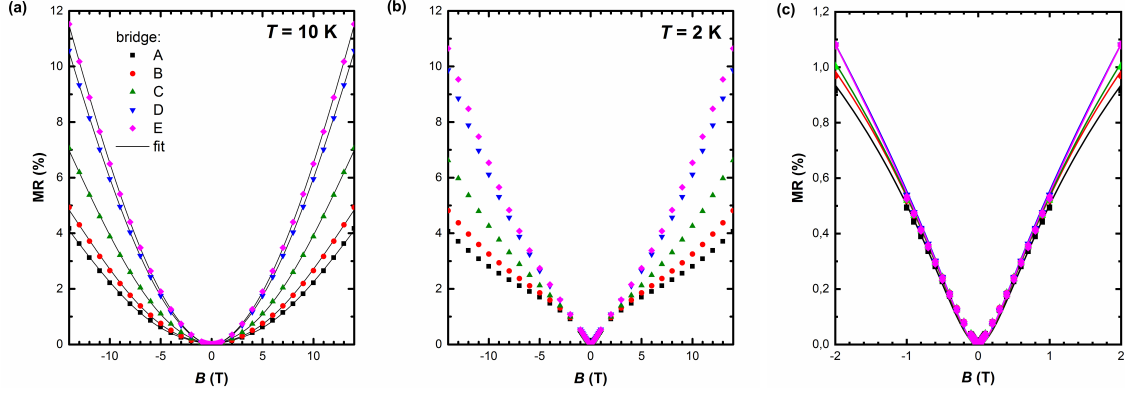 (a)
T = 10 K
bridge:
A
B
C
D
E
fit
MR (%)
12
10
8
6
4
2
0
-10 -5 0 5 10
B (T)
(b)
T = 2 K
MR (%)
12
10
8
6
4
2
0
-10 -5 0 5 10
B (T)
(c)
MR (%)
1,2
1,0
0,8
0,6
0,4
0,2
0,0
-2 -1 0 1 2
B (T)